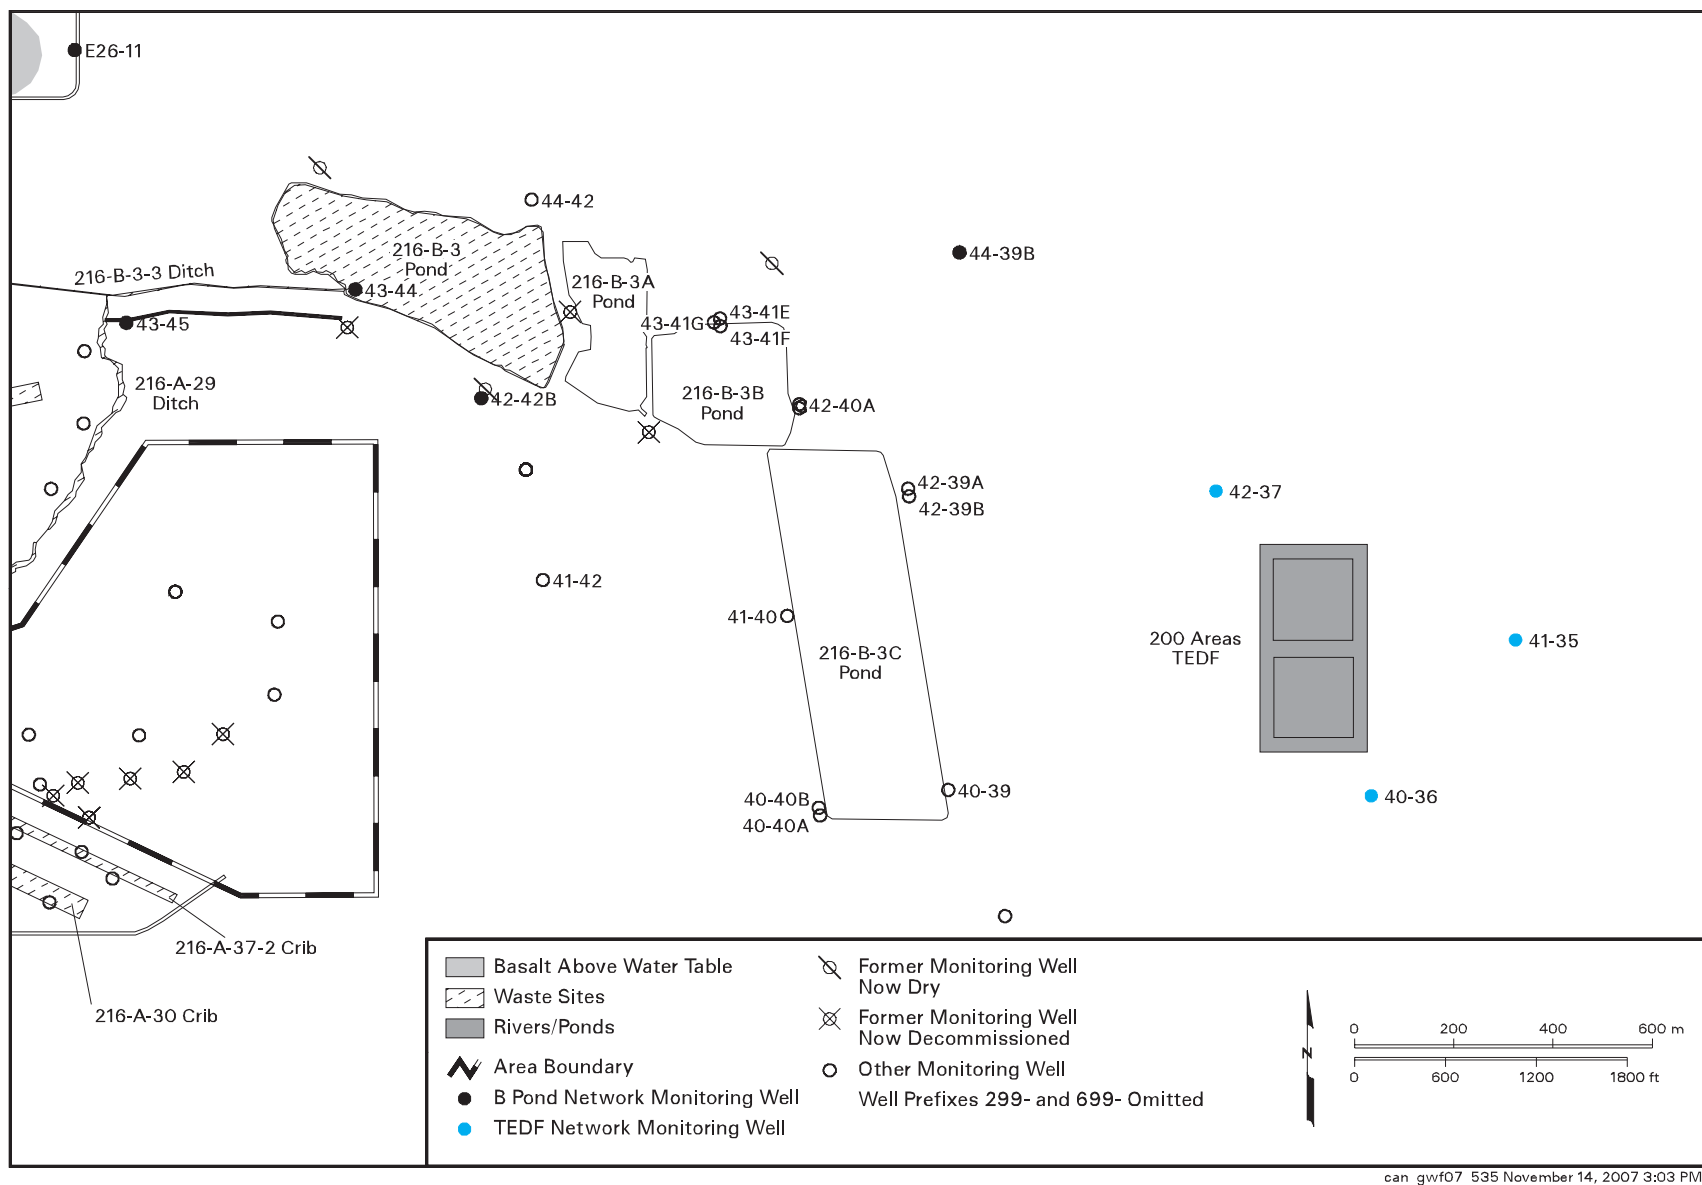 E26-11
44-42
216-B-3
Pond
44-39B
216-B-3-3 Ditch
216-B-3A
Pond
43-44
43-41E
43-41G
43-45
43-41F
216-A-29
Ditch
216-B-3B
Pond
42-42B
42-40A
42-39A
42-37
42-39B
41-42
41-40
200 Areas
TEDF
41-35
216-B-3C
Pond
40-39
40-36
40-40B
40-40A
216-A-37-2 Crib
216-A-30 Crib
Basalt Above Water Table
Waste Sites
Rivers/Ponds
Area Boundary
B Pond Network Monitoring Well
TEDF Network Monitoring Well
Former Monitoring Well
Now Dry
Former Monitoring Well
Now Decommissioned
Other Monitoring Well
Well Prefixes 299- and 699- Omitted
N
0 200 400 600 m
0 600 1200 1800 ft
can_gwf07_535 November 14, 2007 3:03 PM